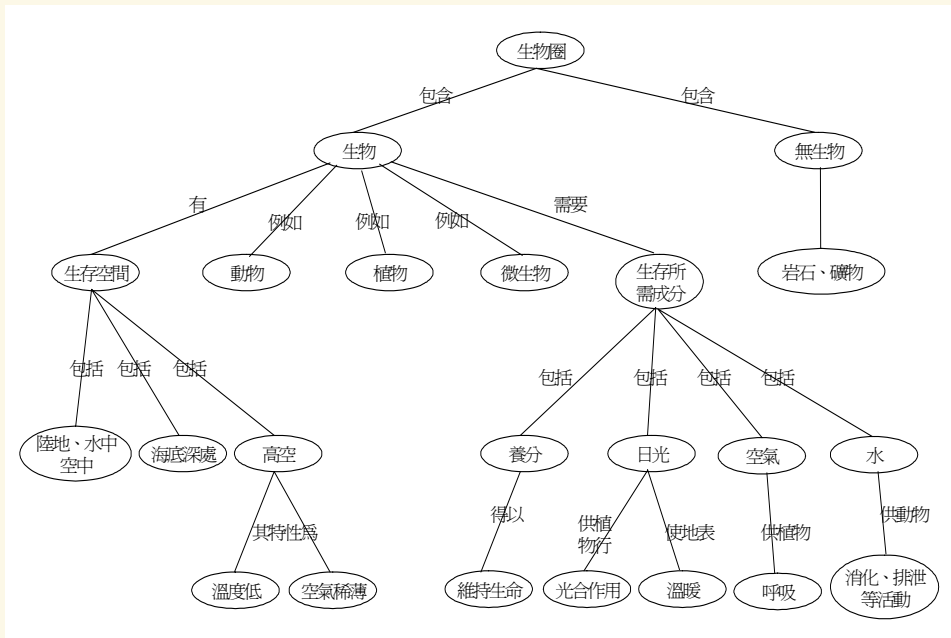 生物圈
包含
包含
生物
無生物
有
例如
例如
例如
需要
生存空間
動物
植物
微生物
生存所
需成分
岩石、礦物
包括
包括
包括
包括
包括
包括
包括
陸地、水中
空中
海底深處
高空
養分
日光
空氣
水
其特性爲
得以
供植
物行
使地表
供植物
供動物
溫度低
空氣稀薄
維持生命
光合作用
溫暖
呼吸
消化、排泄
等活動